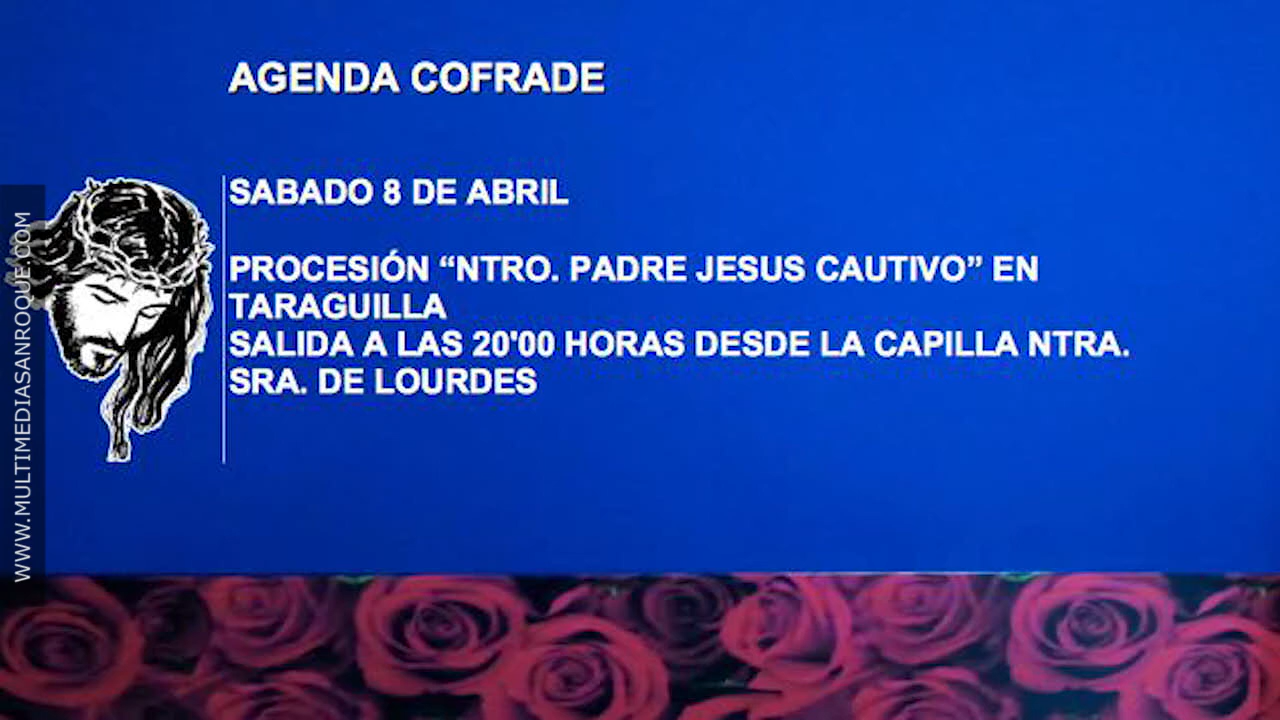 AGENDA COFRADE
SABADO 8 DE ABRIL
PROCESIÓN “NTRO. PADRE JESUS CAUTIVO” EN
TARAGUILLA
SALIDA A LAS 20'00 HORAS DESDE LA CAPILLA NTRA.
SRA. DE LOURDES
WWW.MULTIMEDIASANROQUE.COM